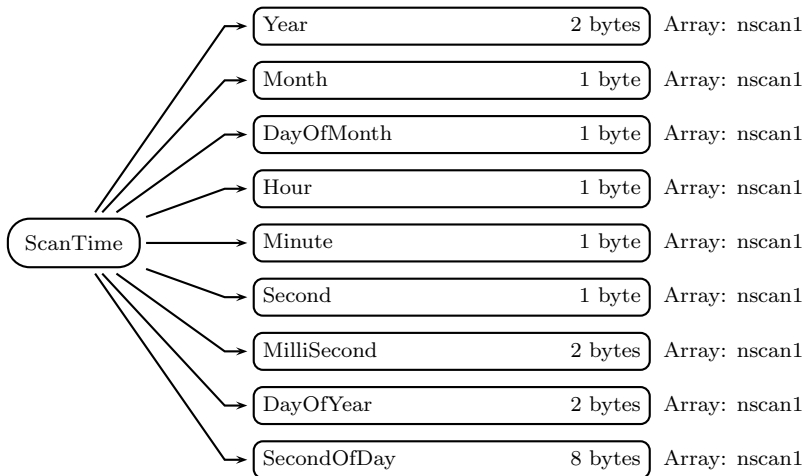 Year 2 bytes Array: nscan1
Month 1 byte Array: nscan1
DayOfMonth 1 byte Array: nscan1
Hour 1 byte Array: nscan1
ScanTime Minute 1 byte Array: nscan1
Second 1 byte Array: nscan1
MilliSecond 2 bytes Array: nscan1
DayOfYear 2 bytes Array: nscan1
SecondOfDay 8 bytes Array: nscan1